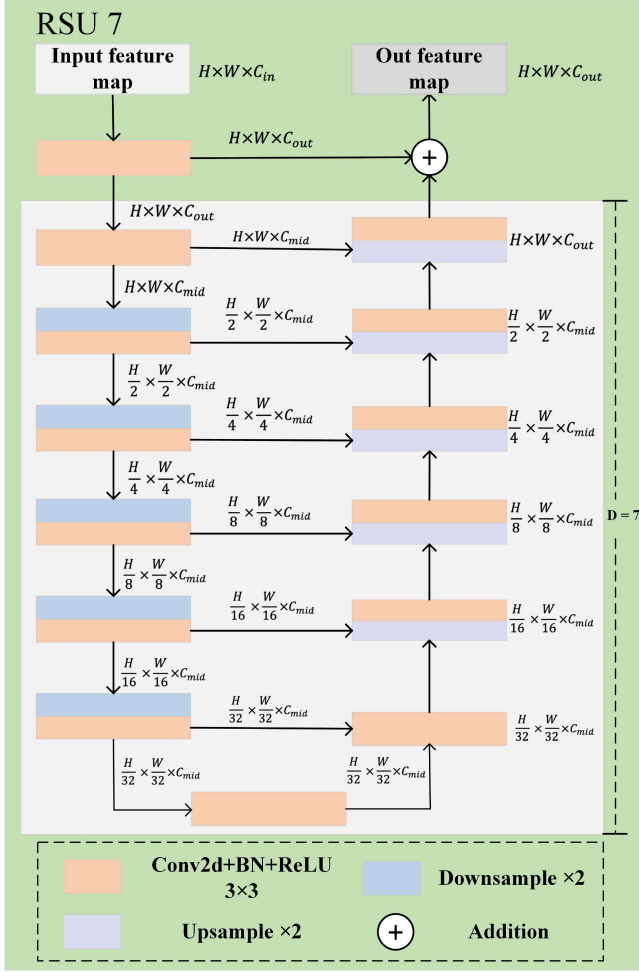 RSU 7
Input feature map
H×W×C_in
Out feature map
H×W×C_out
H×W×C_out
H×W×C_out
H×W×C_mid
H×W×C_out
H×W×C_mid
H/2 × W/2 ×C_mid
H/2 × W/2 ×C_mid
H/2 × W/2 ×C_mid
H/4 × W/4 ×C_mid
H/4 × W/4 ×C_mid
H/4 × W/4 ×C_mid
H/8 × W/8 ×C_mid
H/8 × W/8 ×C_mid
D = 7
H/8 × W/8 ×C_mid
H/16 × W/16 ×C_mid
H/16 × W/16 ×C_mid
H/16 × W/16 ×C_mid
H/32 × W/32 ×C_mid
H/32 × W/32 ×C_mid
H/32 × W/32 ×C_mid
H/32 × W/32 ×C_mid
Conv2d+BN+ReLU
3×3
Downsample ×2
Upsample ×2
Addition